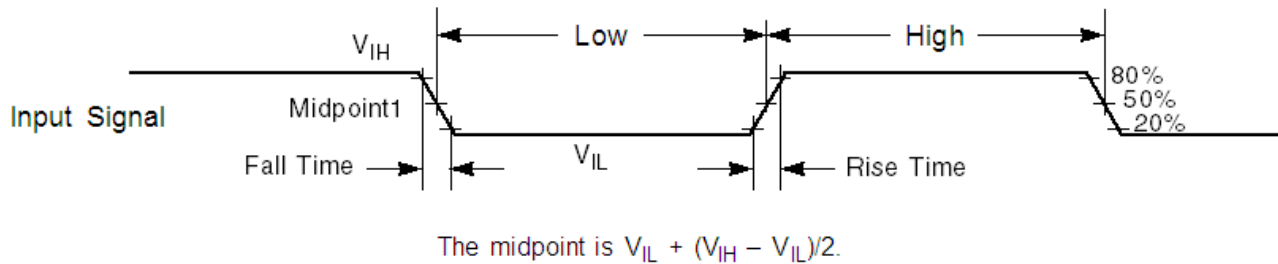 Low
High
VIH
80%
Midpoint1
50%
Input Signal
20%
Fall Time
VIL
Rise Time
The midpoint is VIL + (VIH – VIL)/2.